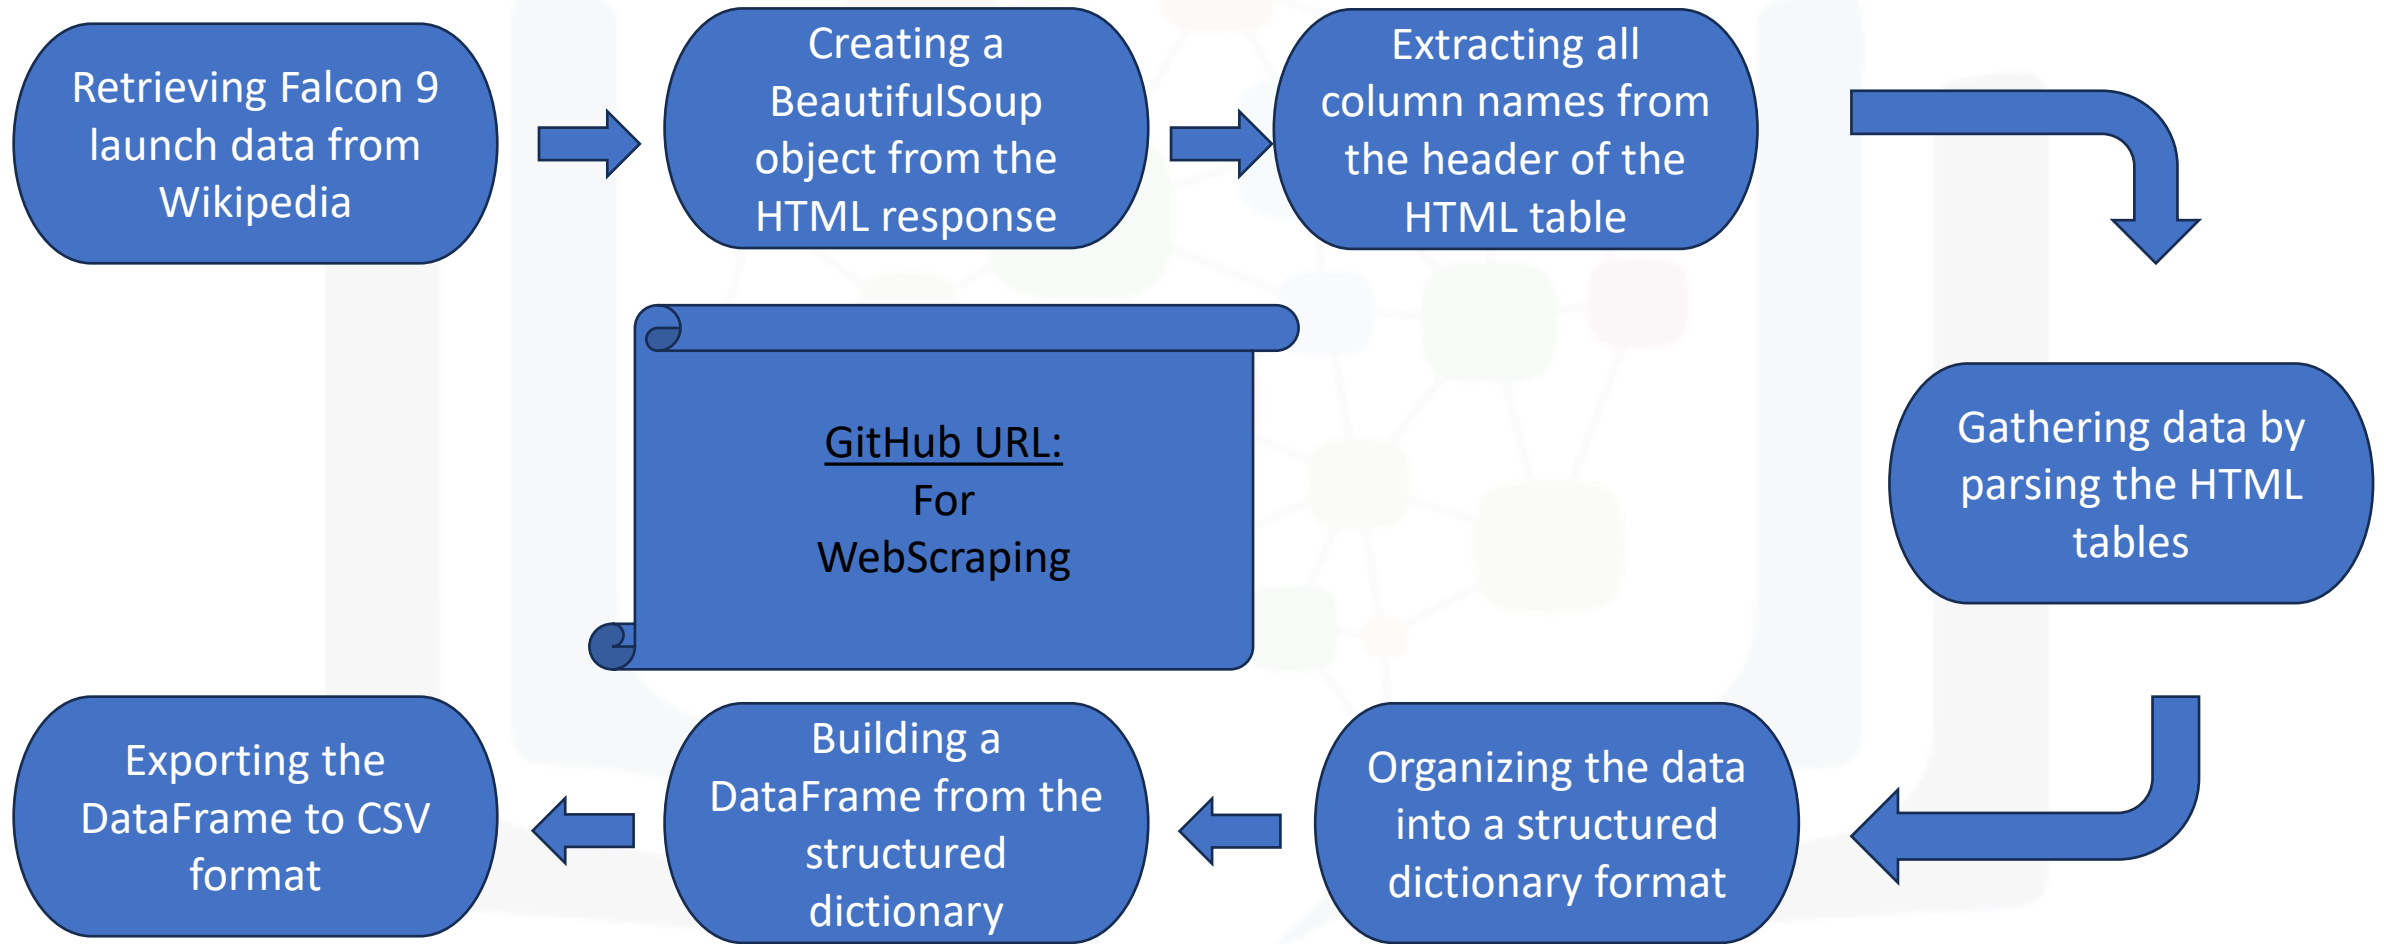 Retrieving Falcon 9
launch data from
Wikipedia
Creating a
BeautifulSoup
object from the
HTML response
Extracting all
column names from
the header of the
HTML table
Gathering data by
parsing the HTML
tables
GitHub URL:
For
WebScraping
Organizing the data
into a structured
dictionary format
Building a
DataFrame from the
structured
dictionary
Exporting the
DataFrame to CSV
format